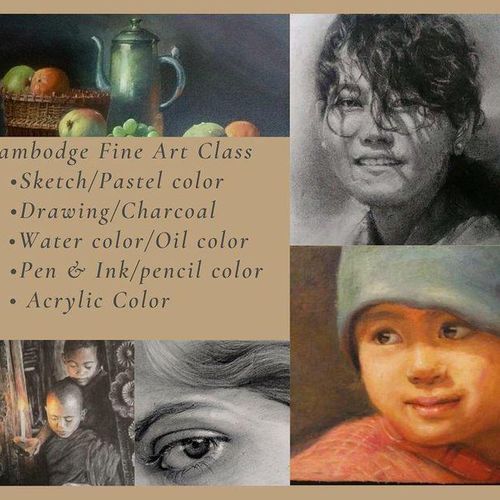 ambodge Fine Art Class
•Sketch/Pastel color
•Drawing/Charcoal
•Water color/Oil color
•Pen & Ink/pencil color
• Acrylic Color